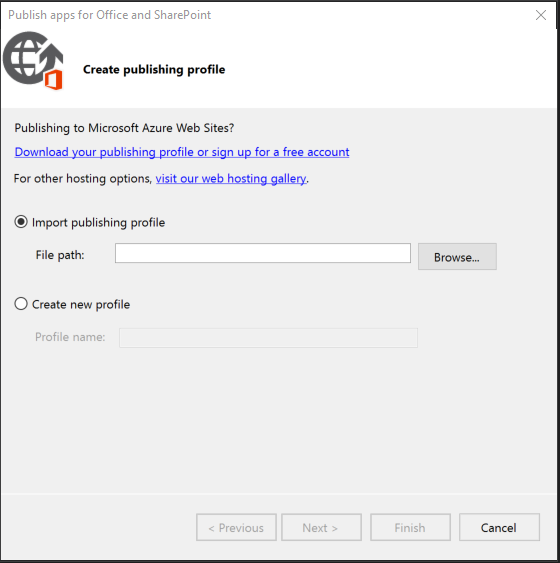 Publish apps for Office and SharePoint
Create publishing profile
Publishing to Microsoft Azure Web Sites?
Download your publishing profile or sign up for a free account
For other hosting options, visit our web hosting gallery.
Import publishing profile
File path:
Browse...
Create new profile
Profile name:
< Previous
Next >
Finish
Cancel